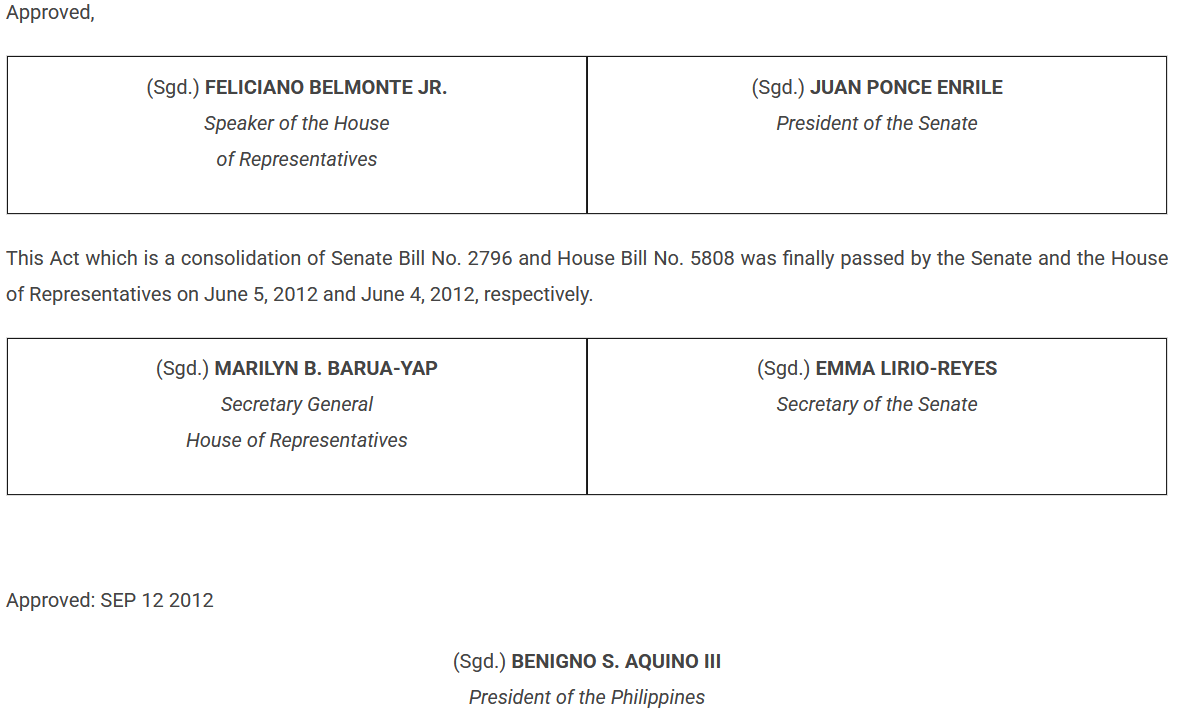 Approved,
(Sgd.) FELICIANO BELMONTE JR.
Speaker of the House
of Representatives
(Sgd.) JUAN PONCE ENRILE
President of the Senate
This Act which is a consolidation of Senate Bill No. 2796 and House Bill No. 5808 was finally passed by the Senate and the House
of Representatives on June 5, 2012 and June 4, 2012, respectively.
(Sgd.) MARILYN B. BARUA-YAP
Secretary General
House of Representatives
(Sgd.) EMMA LIRIO-REYES
Secretary of the Senate
Approved: SEP 12 2012
(Sgd.) BENIGNO S. AQUINO III
President of the Philippines